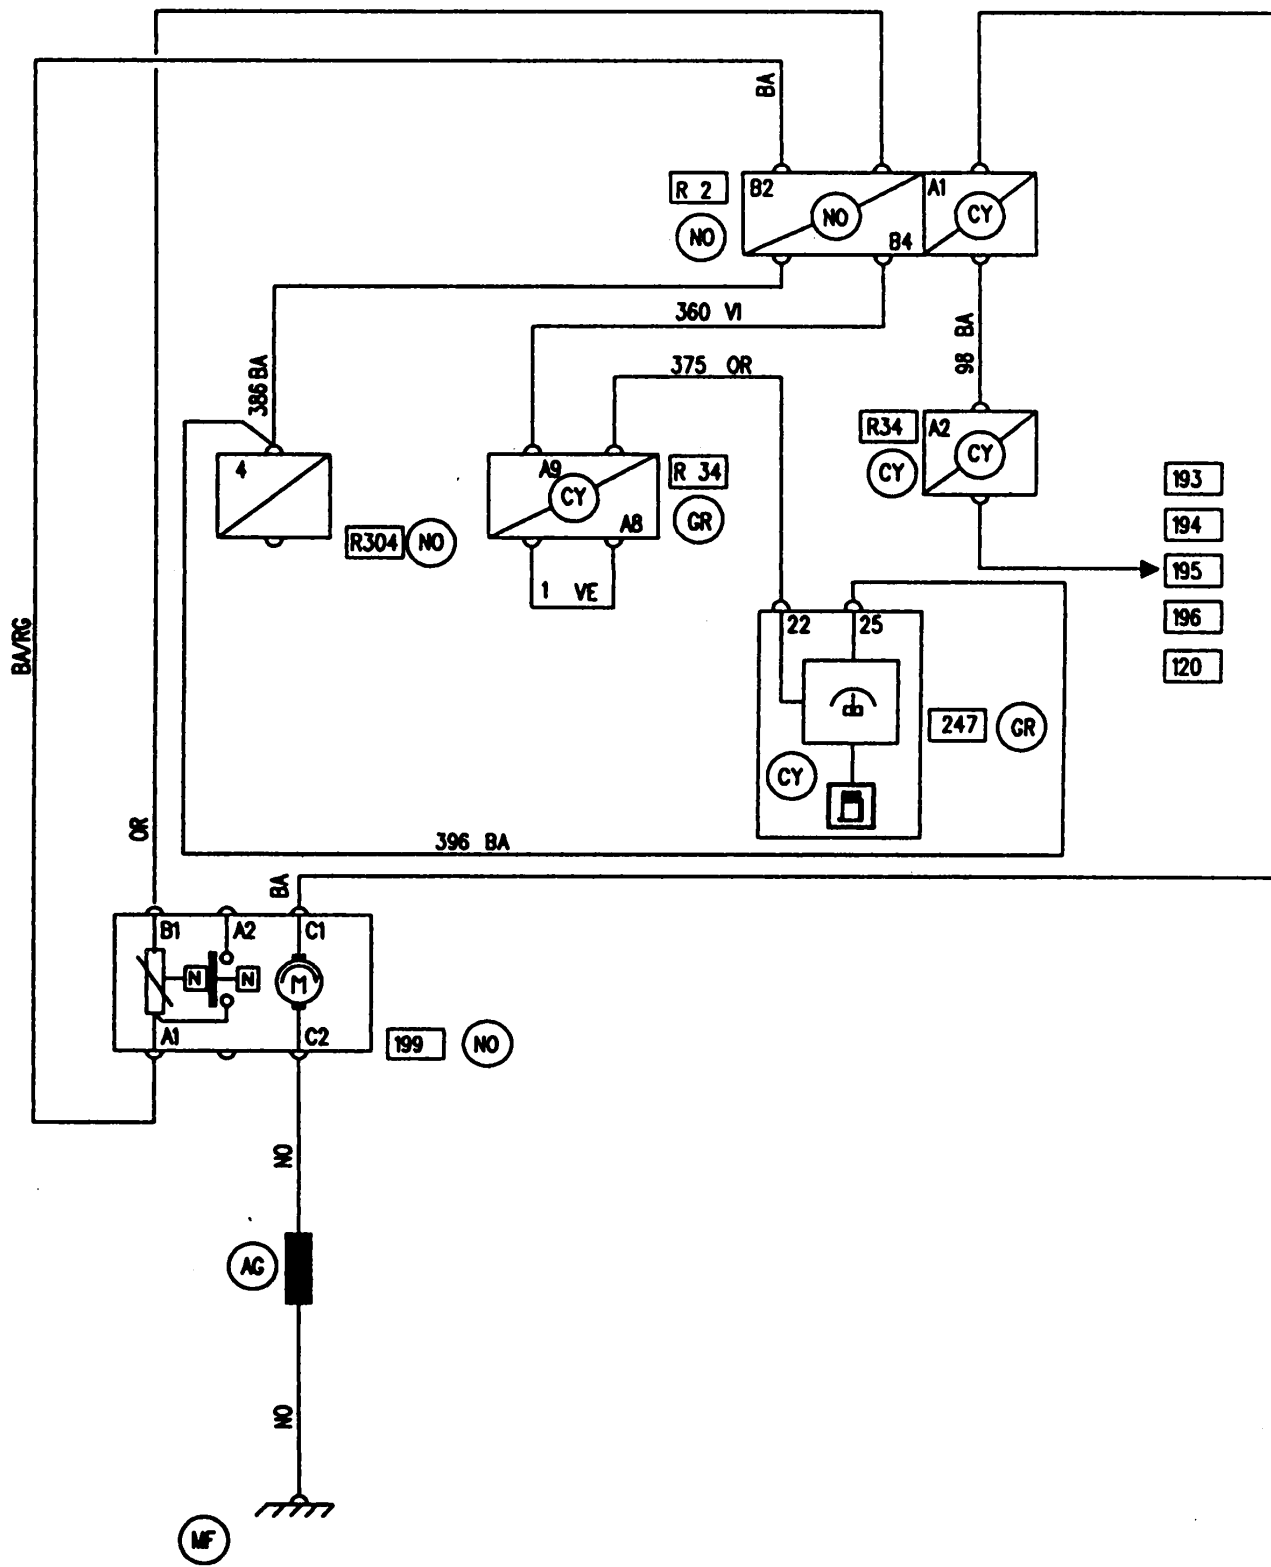 BA
R 2
NO
B2
NO
B4
A1
CY
360 VI
98 BA
375 OR
386 BA
R34
CY
A2
CY
4
R304
NO
A9
CY
A8
R 34
GR
1 VE
193
194
195
196
120
BA/RG
22
25
247
GR
CY
OR
396 BA
BA
B1
A2
C1
N
N
M
A1
C2
199
NO
NO
AG
NO
MF